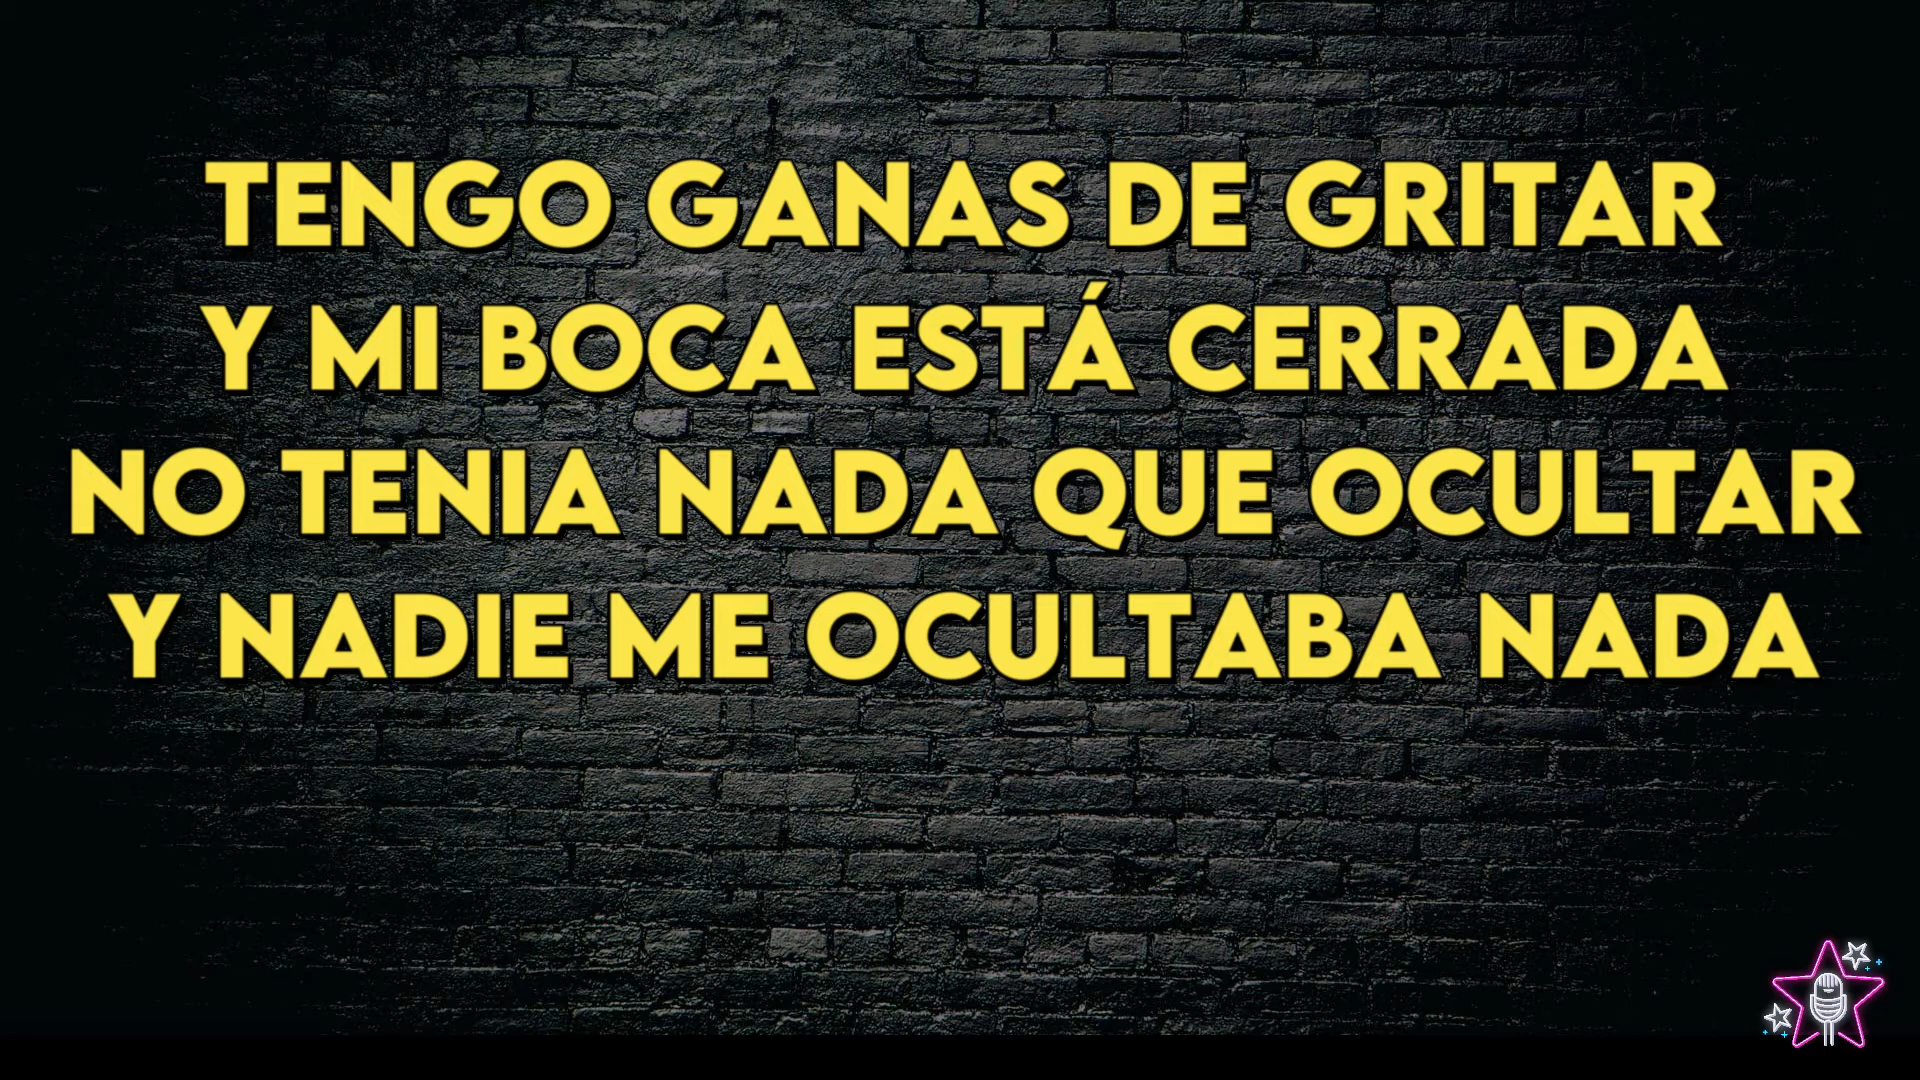 TENGO GANAS DE GRITAR
Y MI BOCA ESTÁ CERRADA
NO TENIA NADA QUE OCULTAR
Y NADIE ME OCULTABA NADA